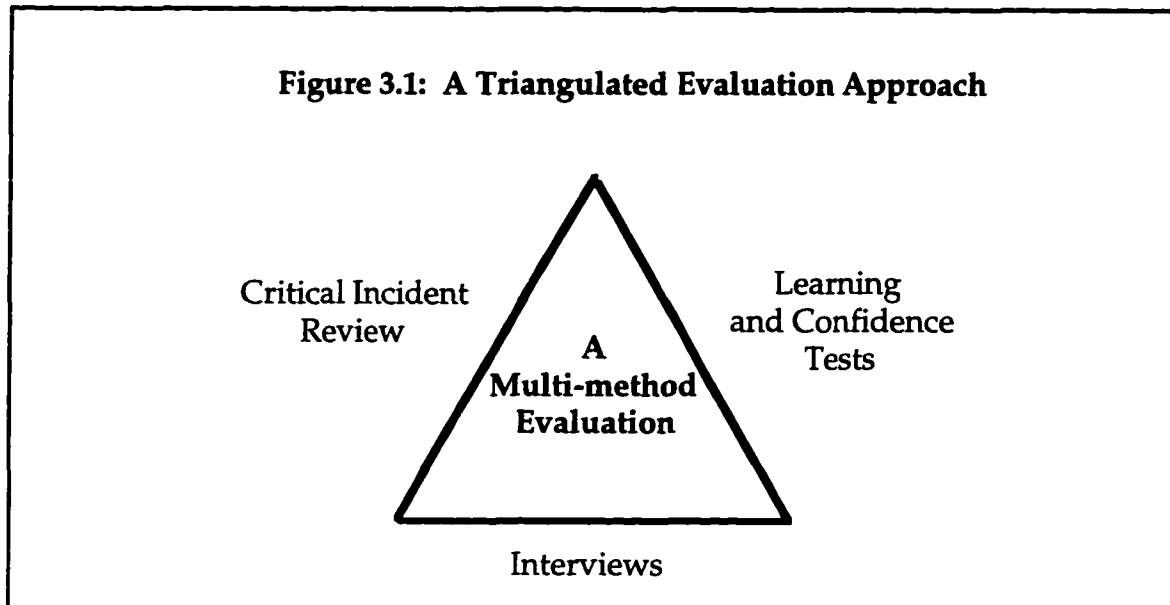 Figure 3.1: A Triangulated Evaluation Approach
Critical Incident
Review
Learning
and Confidence
Tests
A
Multi-method
Evaluation
Interviews